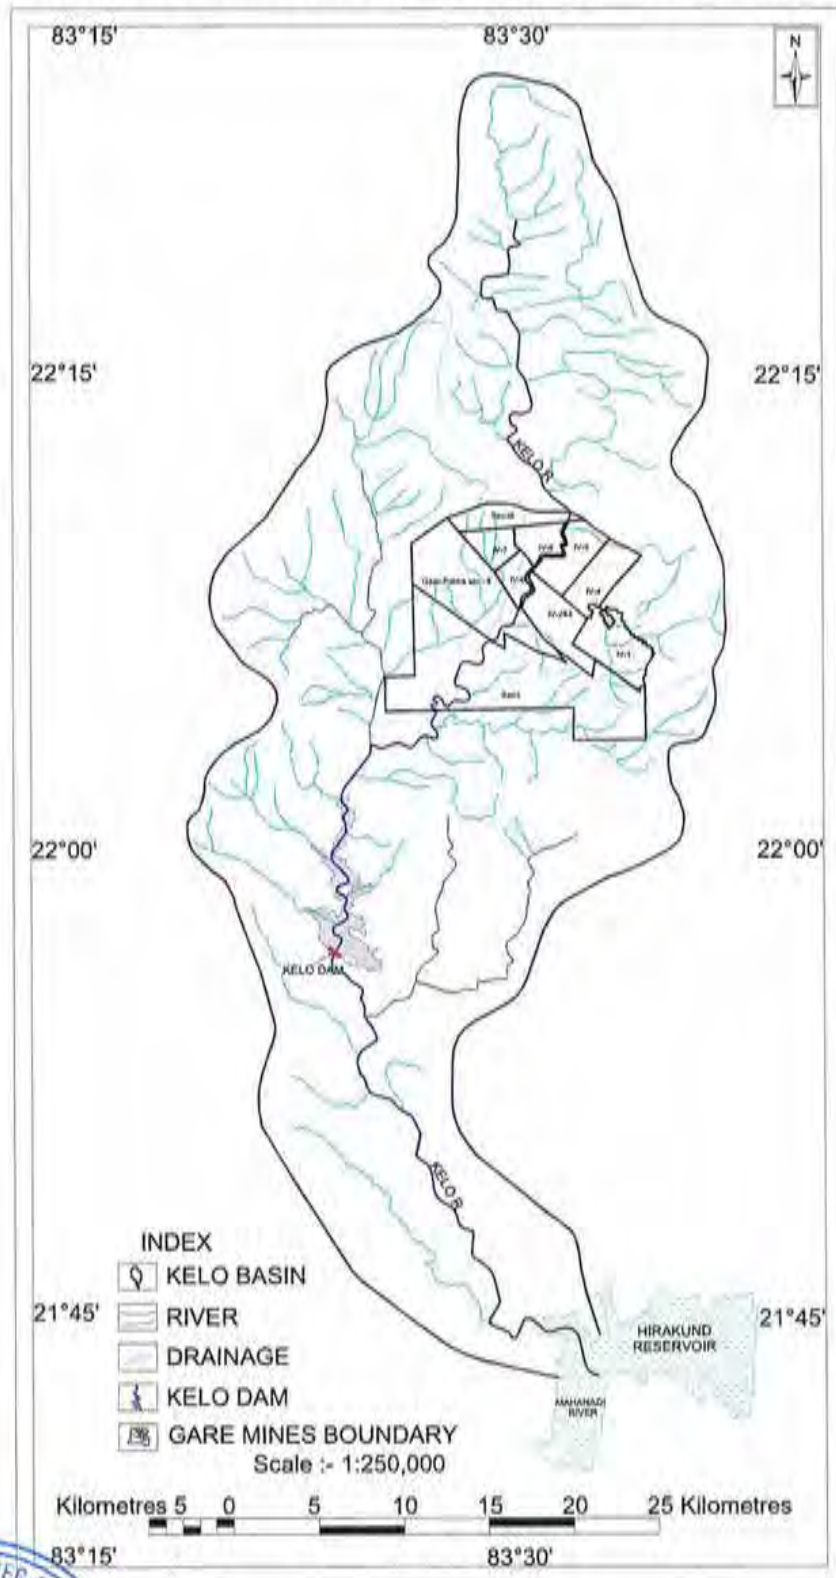 83°15'
83°30'
N
22°15'
22°15'
KELO R
IV-1
22°00'
22°00'
KELO DAM
KELO R
INDEX
KELO BASIN
RIVER
DRAINAGE
KELO DAM
GARE MINES BOUNDARY
Scale :- 1:250,000
21°45'
21°45'
HIRAKUND
RESERVOIR
MAHANADI
RIVER
Kilometres 5 0 5 10 15 20 25 Kilometres
83°15'
83°30'